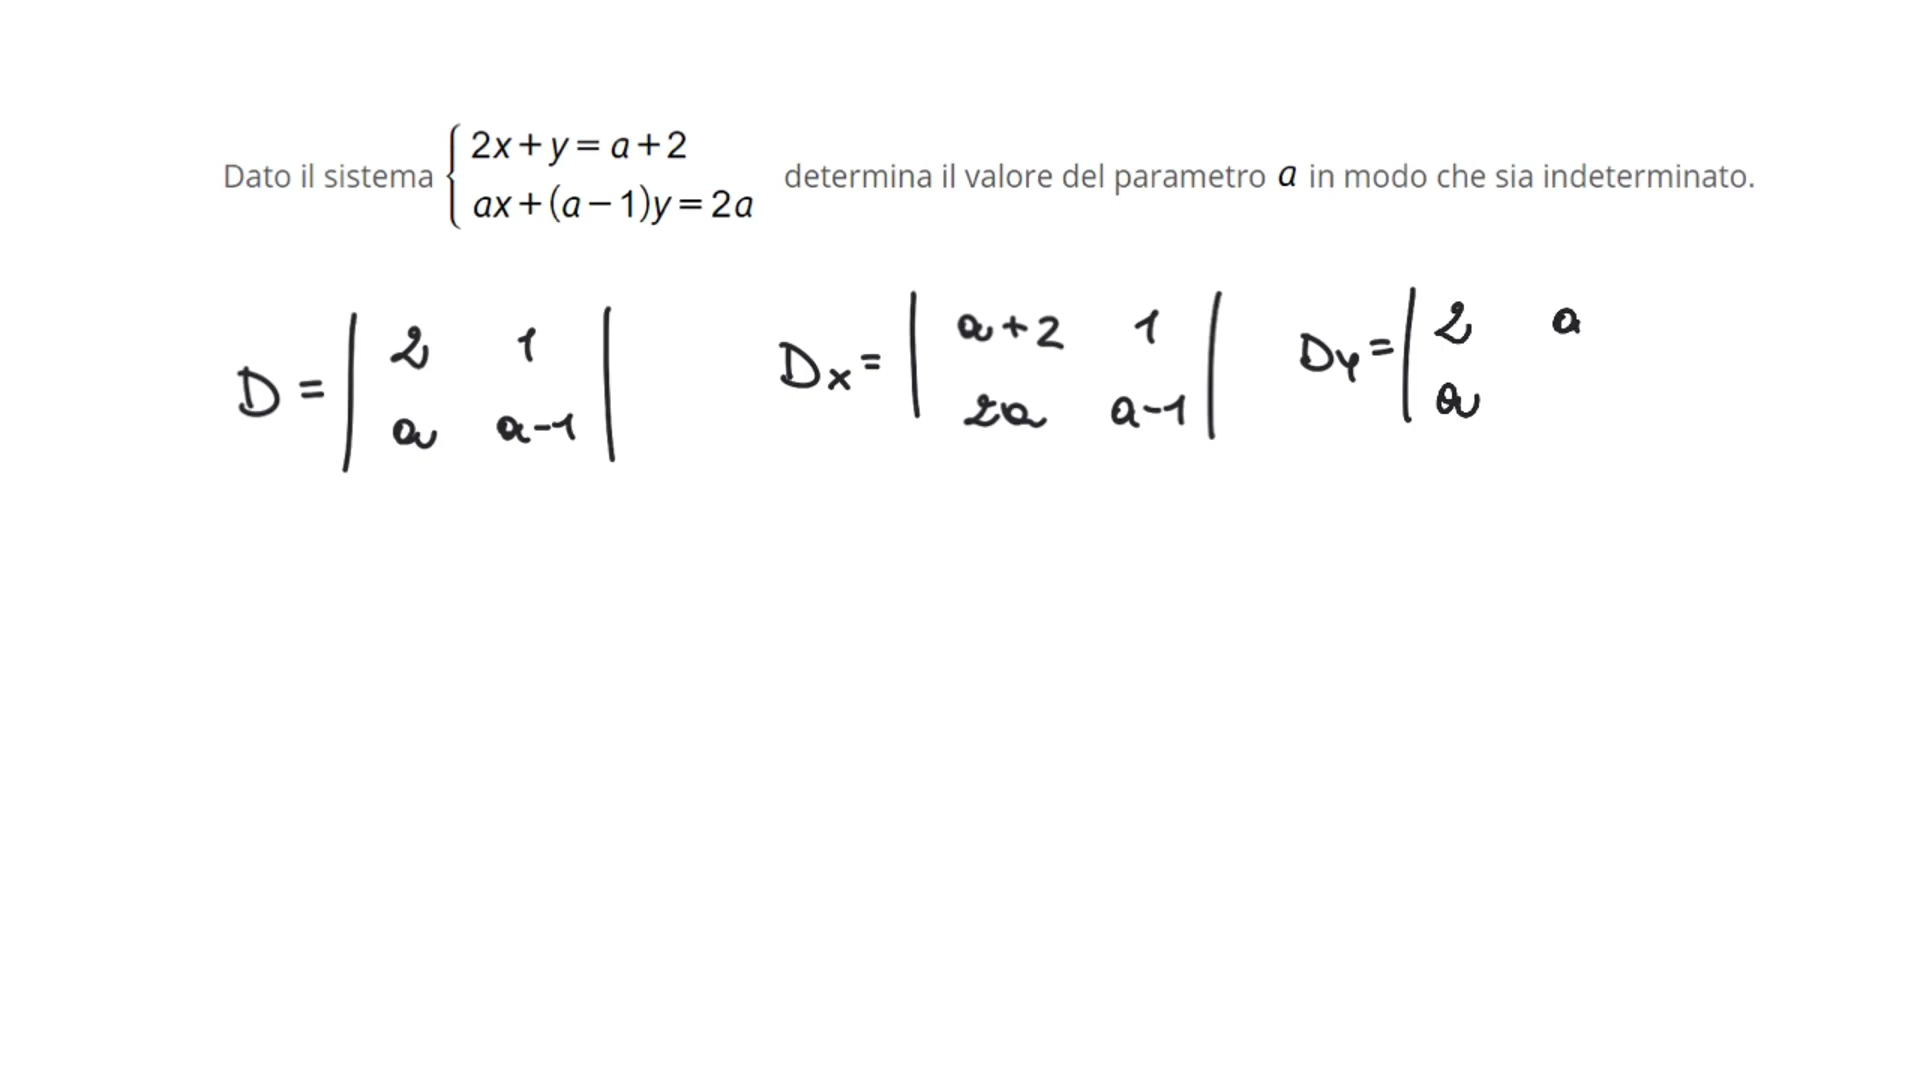 Dato il sistema { 2x+y=a+2
ax+(a−1)y=2a determina il valore del parametro a in modo che sia indeterminato.
D = | 2 1 |
a a-1
Dx = | a+2 1 |
2a a-1
Dy = | 2 a
a